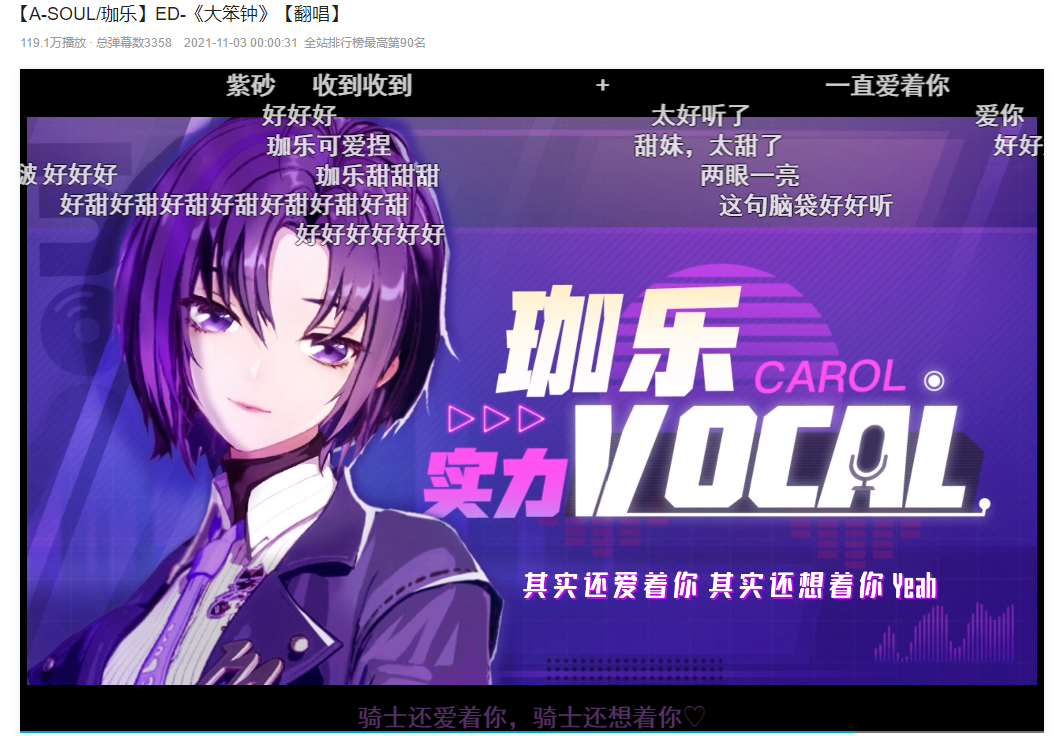 【A-SOUL/珈乐】ED-《大笨钟》【翻唱】
119.1万播放 · 总弹幕数3358 2021-11-03 00:00:31 全站排行榜最高第90名
紫砂 收到收到 + 一直爱着你
好好好 太好听了 爱你
珈乐可爱捏 甜妹，太甜了 好好
波 好好好 珈乐甜甜甜 两眼一亮
好甜好甜好甜好甜好甜好甜好甜 这句脑袋好好听
好好好好好好
珈乐
CAROL
实力 VOCAL
其实还爱着你 其实还想着你 Yeah
骑士还爱着你，骑士还想着你♡